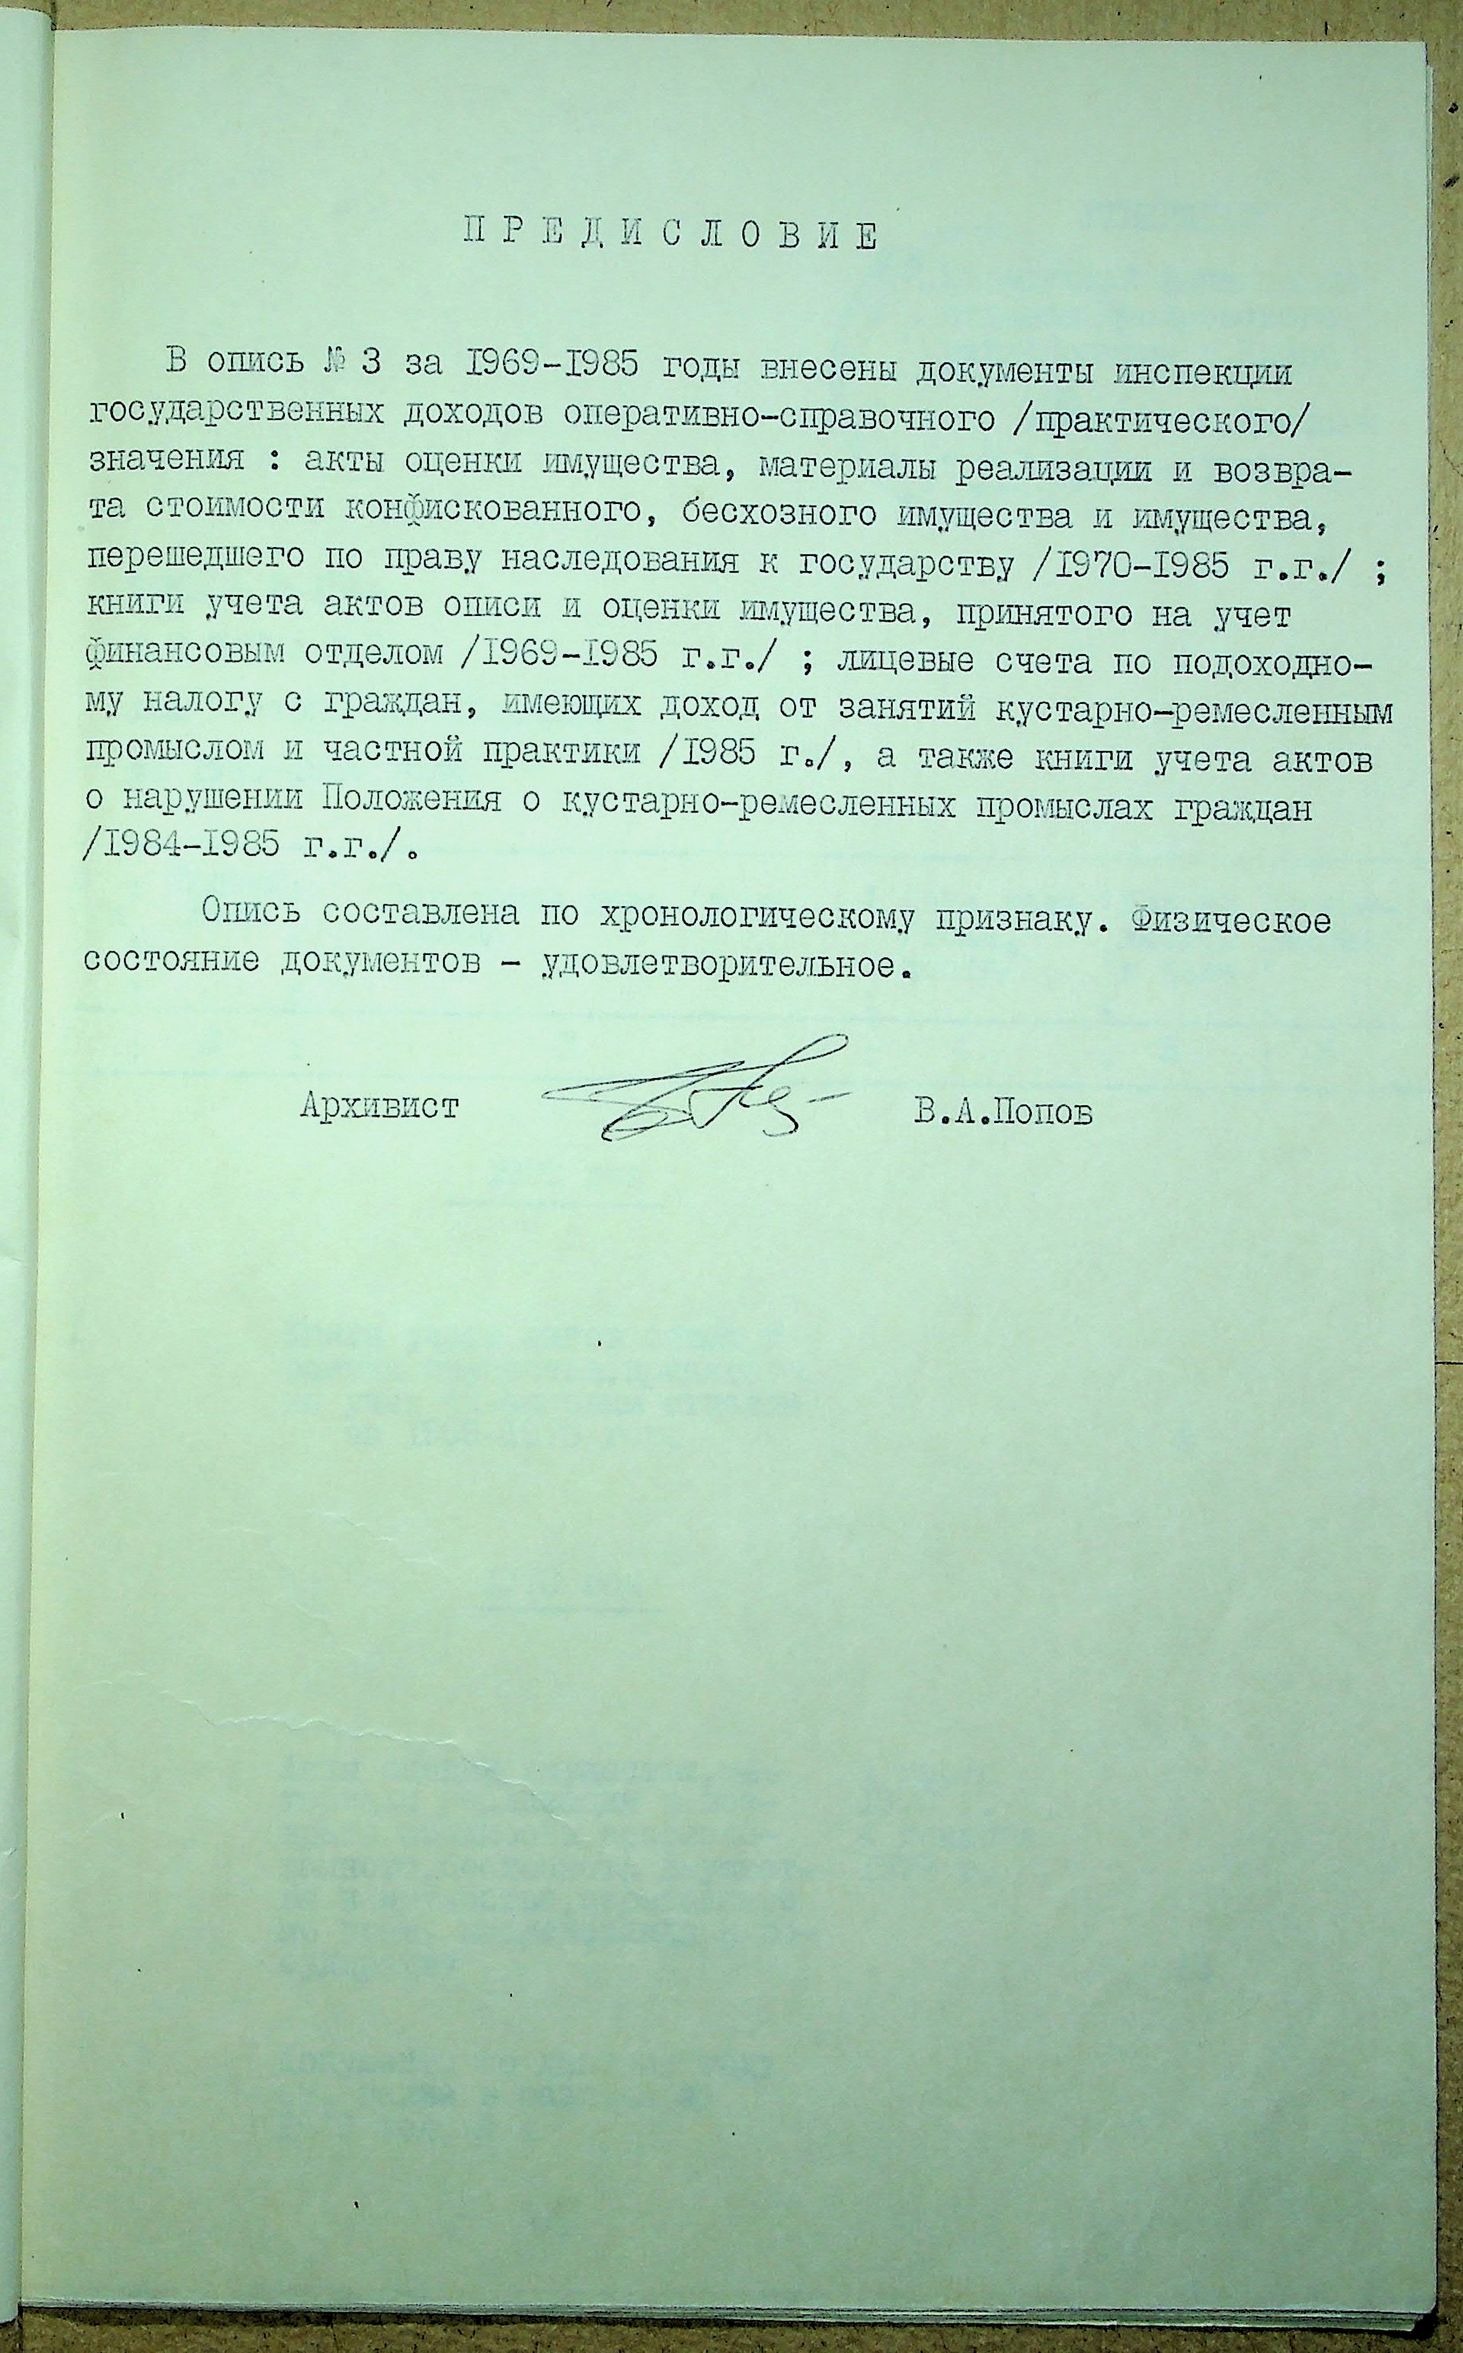 ПРЕДИСЛОВИЕ
В опись № 3 за 1969-1985 годы внесены документы инспекции
государственных доходов оперативно-справочного /практического/
значения : акты оценки имущества, материалы реализации и возвра-
та стоимости конфискованного, бесхозного имущества и имущества,
перешедшего по праву наследования к государству /1970-1985 г.г./ ;
книги учета актов описи и оценки имущества, принятого на учет
финансовым отделом /1969-1985 г.г./ ; лицевые счета по подоходно-
му налогу с граждан, имеющих доход от занятий кустарно-ремесленным
промыслом и частной практики /1985 г./, а также книги учета актов
о нарушении Положения о кустарно-ремесленных промыслах граждан
/1984-1985 г.г./.
Опись составлена по хронологическому признаку. Физическое
состояние документов - удовлетворительное.
Архивист В.А.Попов